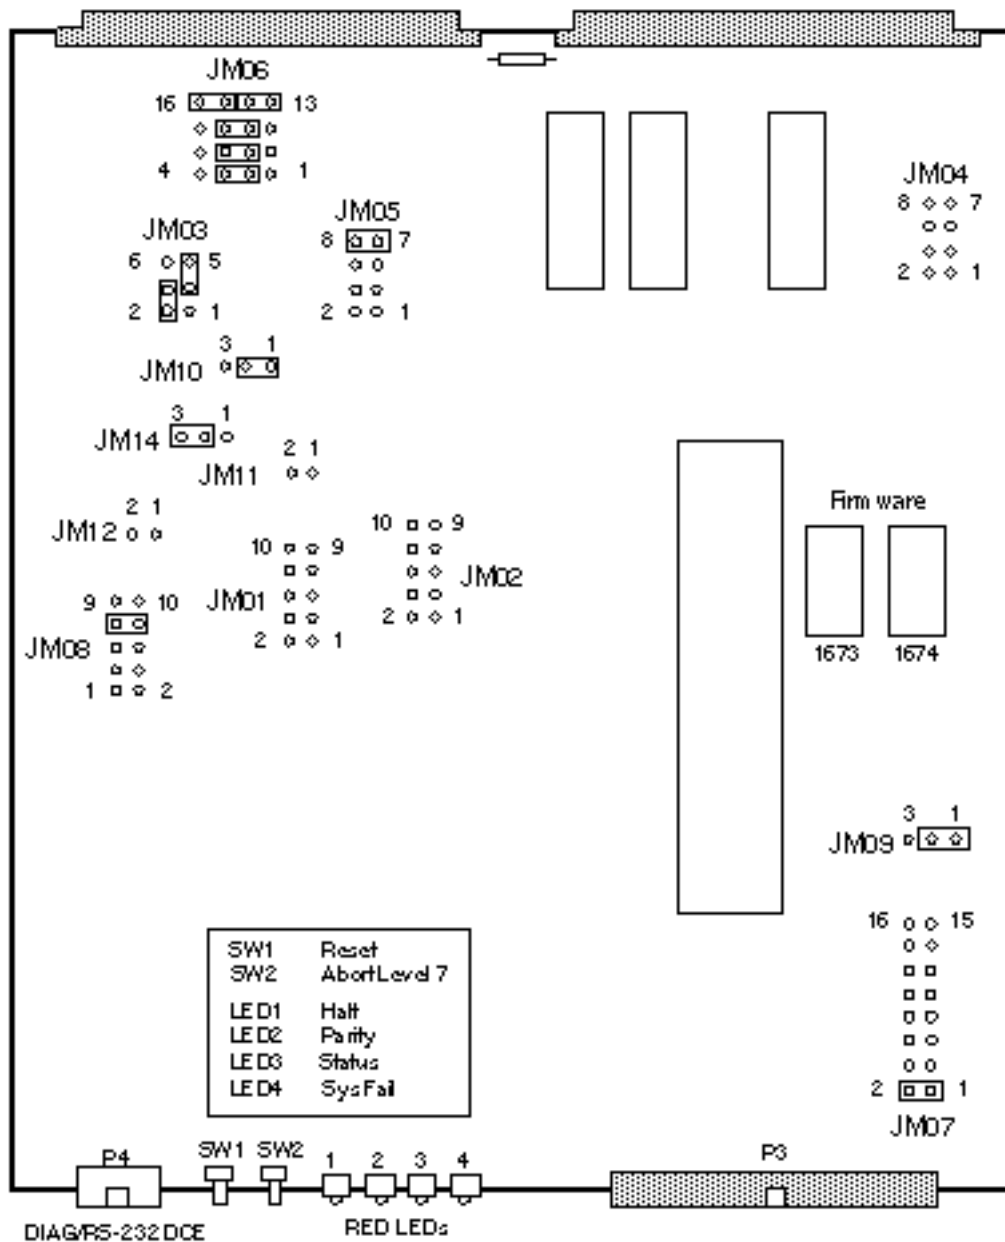 JM06
16 13
4 1
JM04
8 7
2 1
JM05
8 7
2 1
JM03
6 5
2 1
3 1
JM10
3 1
JM14
2 1
JM11
2 1
JM12
Firm ware
1673 1674
10 9
JM02
2 1
10 9
JM01
2 1
9 10
JM08
1 2
3 1
JM09
16 15
2 1
JM07
SW1 Reset
SW2 Abort Level 7
LED1 Halt
LED2 Parity
LED3 Status
LED4 Sys Fail
P4 SW1 SW2 1 2 3 4 P3
DIAG/RS-232 DCE RED LEDs